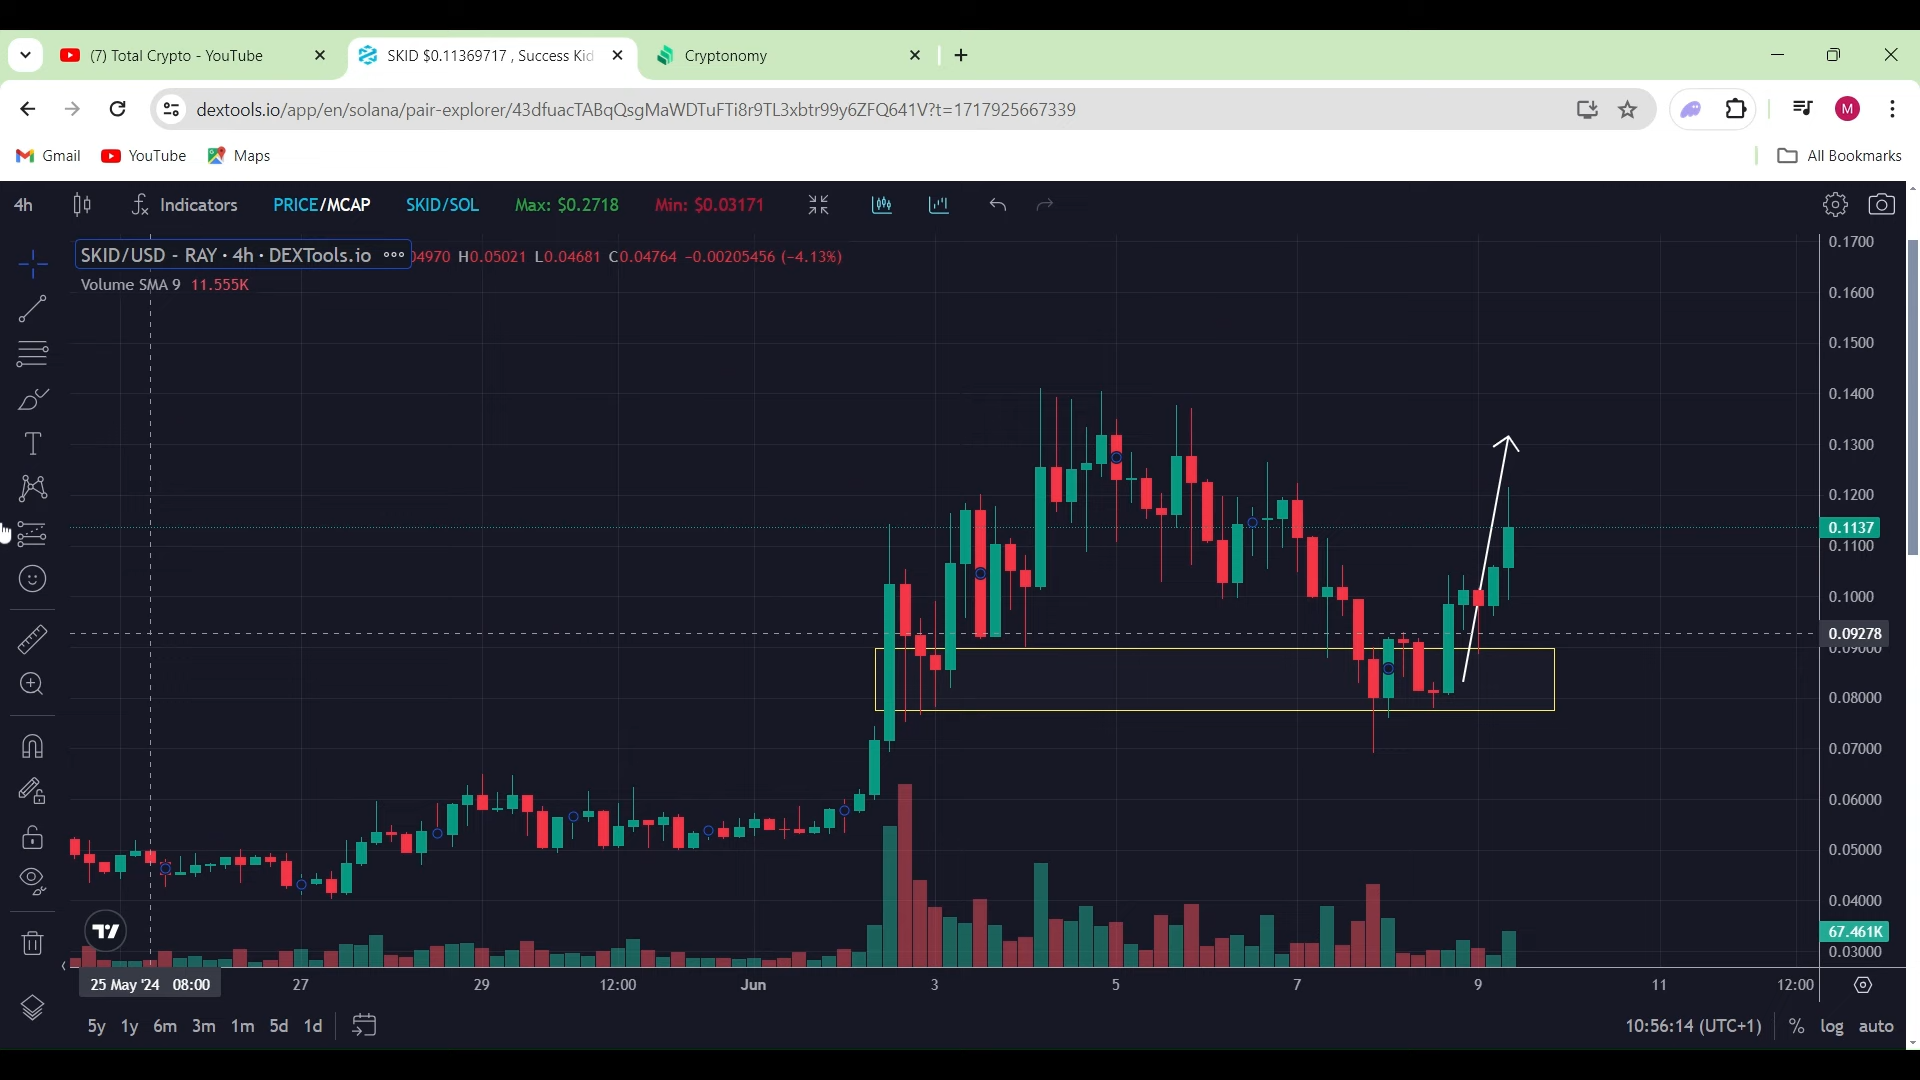 (7) Total Crypto - YouTube
SKID $0.11369717 , Success Kid
Cryptonomy
dextools.io/app/en/solana/pair-explorer/43dfuacTABqQsgMaWDTuFTi8r9TL3xbtr99y6ZFQ641V?t=1717925667339
M
Gmail YouTube Maps
All Bookmarks
4h Indicators PRICE/MCAP SKID/SOL Max: $0.2718 Min: $0.03171
SKID/USD - RAY · 4h · DEXTools.io ••• 04970 H0.05021 L0.04681 C0.04764 −0.00205456 (−4.13%)
Volume SMA 9 11.555K
0.1700
0.1600
0.1500
0.1400
0.1300
0.1200
0.1137
0.1100
0.1000
0.09278
0.09000
0.08000
0.07000
0.06000
0.05000
0.04000
67.461K
0.03000
25 May '24 08:00 27 29 12:00 Jun 3 5 7 9 11 12:00
5y 1y 6m 3m 1m 5d 1d
10:56:14 (UTC+1) % log auto